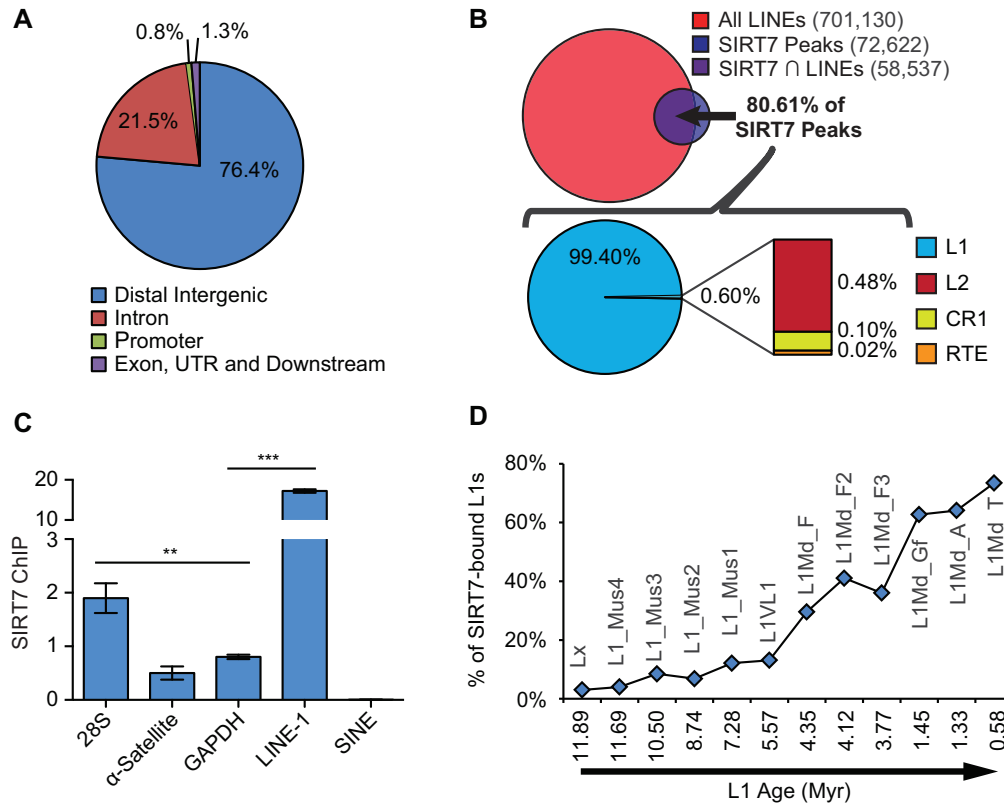 A
0.8%
1.3%
21.5%
76.4%
Distal Intergenic
Intron
Promoter
Exon, UTR and Downstream
B
All LINEs (701,130)
SIRT7 Peaks (72,622)
SIRT7 ∩ LINEs (58,537)
80.61% of
SIRT7 Peaks
99.40%
0.60%
0.48%
0.10%
0.02%
L1
L2
CR1
RTE
C
SIRT7 ChIP
20
10
3
2
1
0
**
***
28S
α-Satellite
GAPDH
LINE-1
SINE
D
% of SIRT7-bound L1s
80%
60%
40%
20%
0%
Lx
L1_Mus4
L1_Mus3
L1_Mus2
L1_Mus1
L1VL1
L1Md_F
L1Md_F2
L1Md_F3
L1Md_Gf
L1Md_A
L1Md_T
11.89
11.69
10.50
8.74
7.28
5.57
4.35
4.12
3.77
1.45
1.33
0.58
L1 Age (Myr)